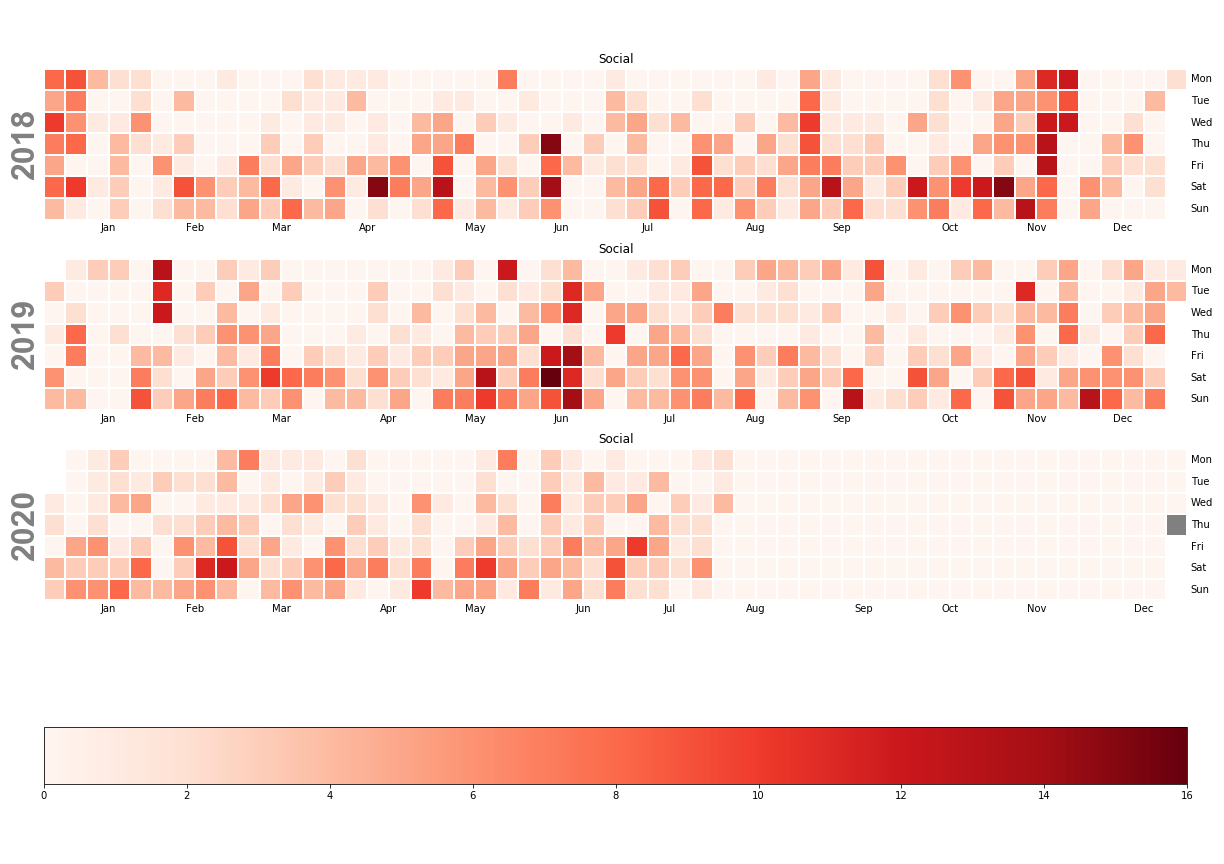 Social
2018
Mon
Tue
Wed
Thu
Fri
Sat
Sun
Jan Feb Mar Apr May Jun Jul Aug Sep Oct Nov Dec
Social
2019
Mon
Tue
Wed
Thu
Fri
Sat
Sun
Jan Feb Mar Apr May Jun Jul Aug Sep Oct Nov Dec
Social
2020
Mon
Tue
Wed
Thu
Fri
Sat
Sun
Jan Feb Mar Apr May Jun Jul Aug Sep Oct Nov Dec
0 2 4 6 8 10 12 14 16